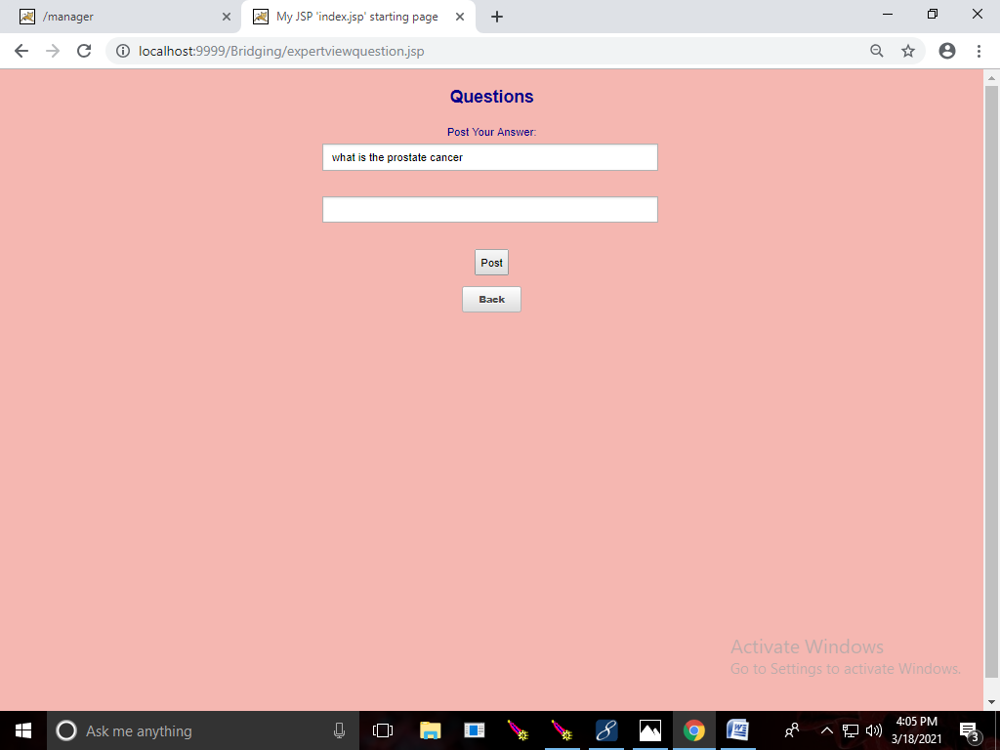 /manager
My JSP 'index.jsp' starting page
localhost:9999/Bridging/expertviewquestion.jsp
Questions
Post Your Answer:
what is the prostate cancer
Post
Back
Activate Windows
Go to Settings to activate Windows.
Ask me anything
4:05 PM
3/18/2021
3